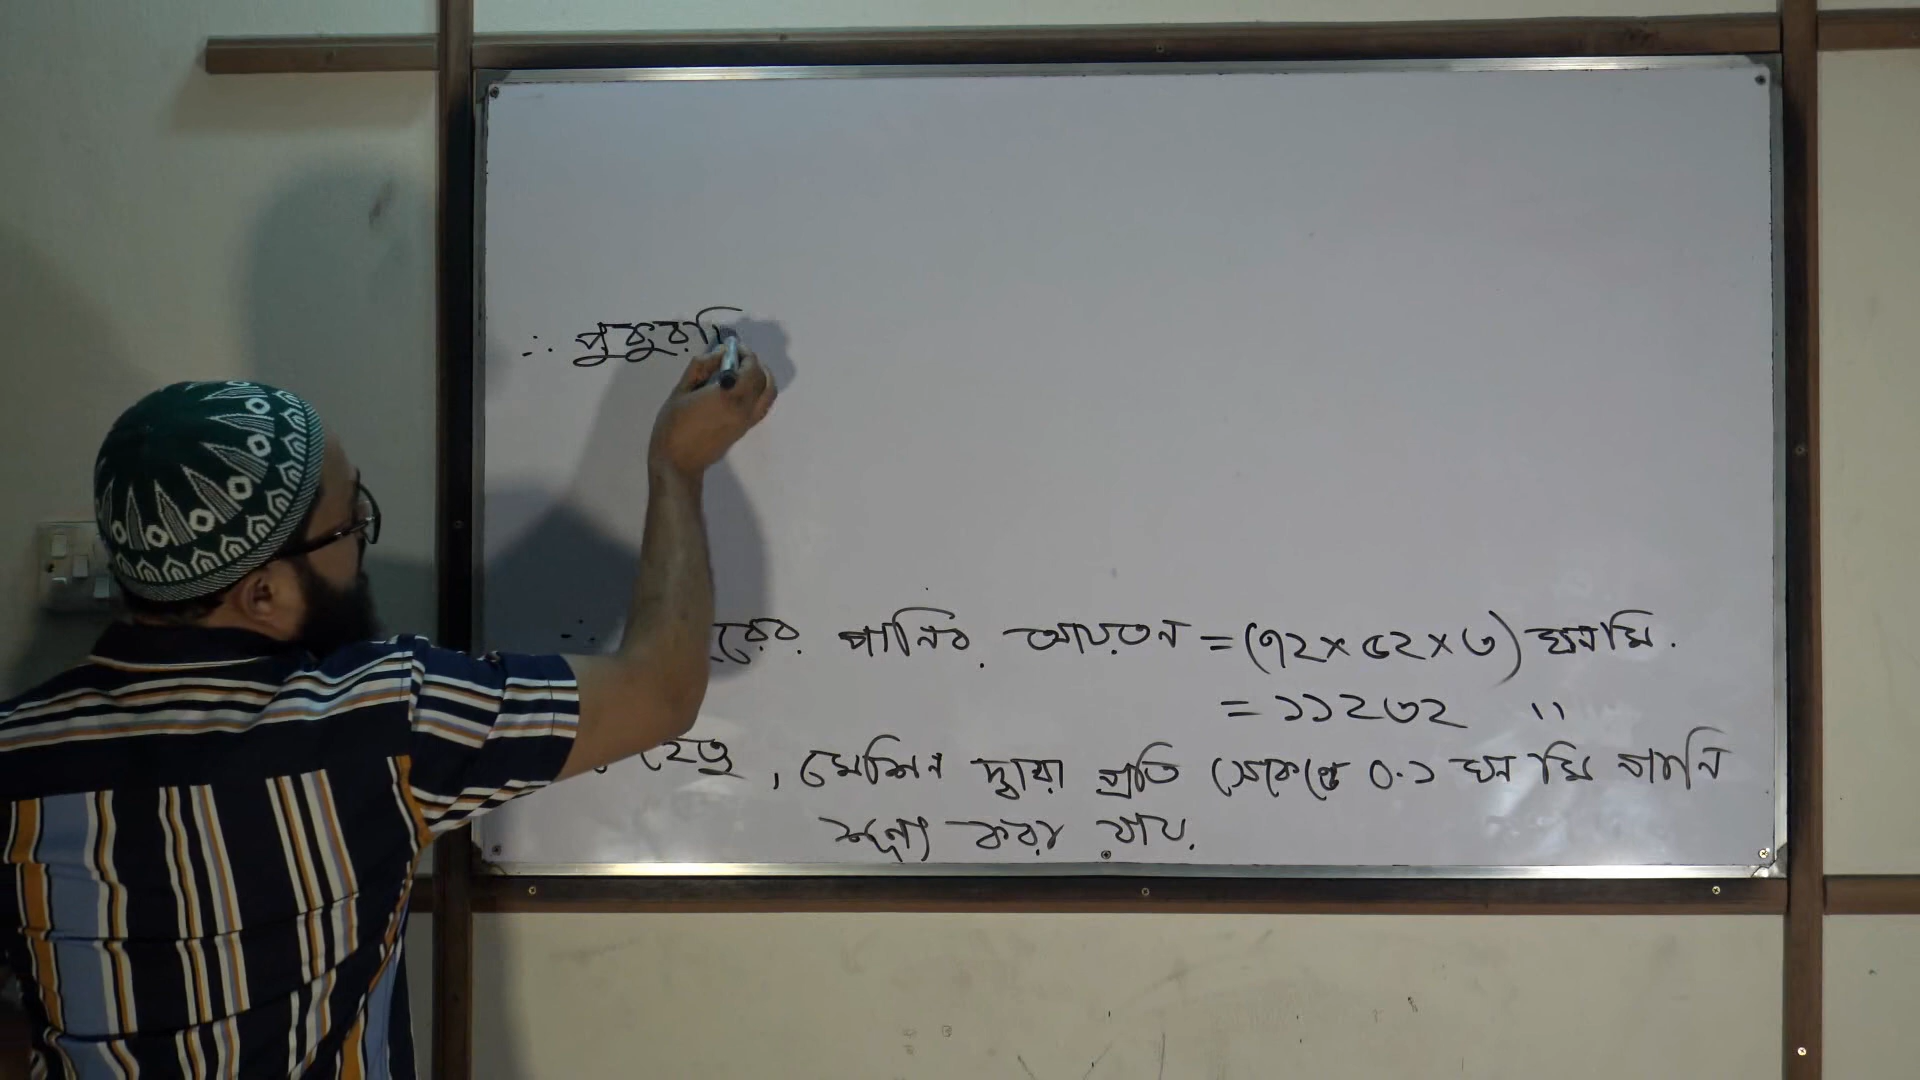 ∴ পুকুরটি
∴ রের পানির আয়তন = (৭২ × ৫২ × ৩) ঘনমি.
= ১১২৩২ "
হেতু, মেশিন দ্বারা প্রতি সেকেন্ডে ০.১ ঘন মি পানি
শূন্য করা যায়.